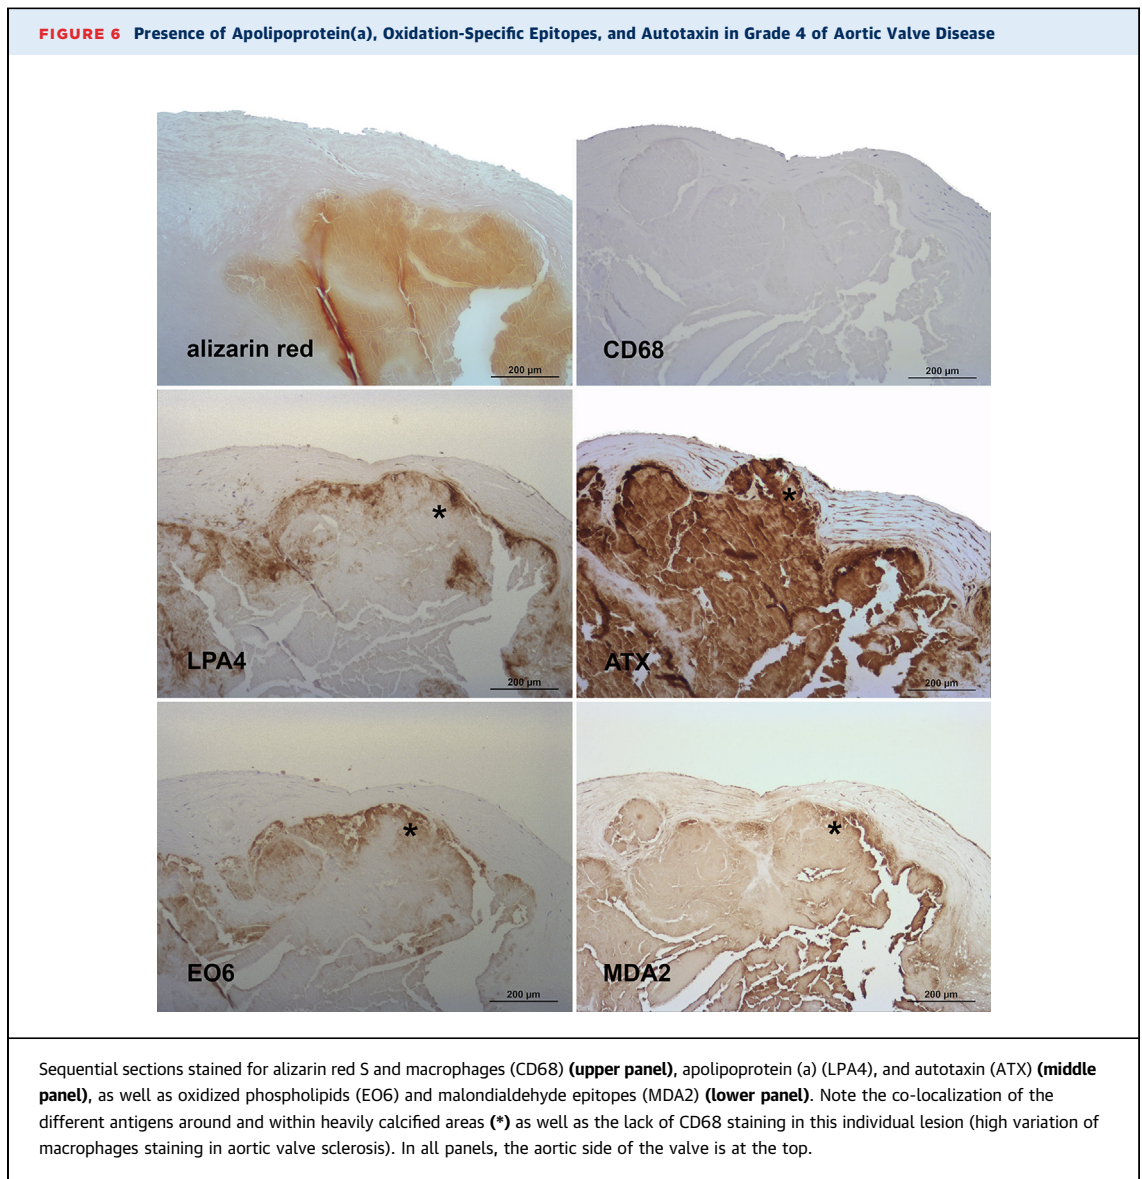 FIGURE 6 Presence of Apolipoprotein(a), Oxidation-Specific Epitopes, and Autotaxin in Grade 4 of Aortic Valve Disease
alizarin red
200 µm
CD68
200 µm
LPA4
200 µm
ATX
200 µm
EO6
200 µm
MDA2
200 µm
Sequential sections stained for alizarin red S and macrophages (CD68) (upper panel), apolipoprotein (a) (LPA4), and autotaxin (ATX) (middle
panel), as well as oxidized phospholipids (EO6) and malondialdehyde epitopes (MDA2) (lower panel). Note the co-localization of the
different antigens around and within heavily calcified areas (*) as well as the lack of CD68 staining in this individual lesion (high variation of
macrophages staining in aortic valve sclerosis). In all panels, the aortic side of the valve is at the top.